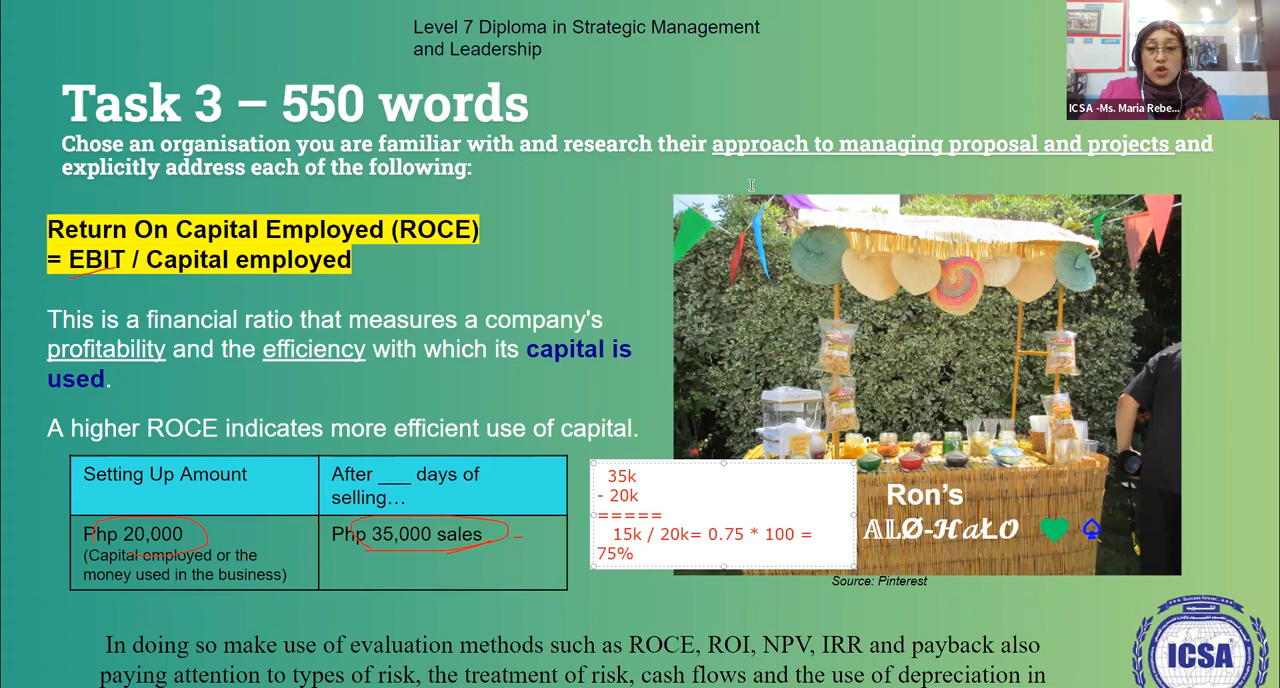 Level 7 Diploma in Strategic Management
and Leadership
ICSA -Ms. Maria Rebe...
Task 3 – 550 words
Chose an organisation you are familiar with and research their approach to managing proposal and projects and
explicitly address each of the following:
Return On Capital Employed (ROCE)
= EBIT / Capital employed
This is a financial ratio that measures a company's
profitability and the efficiency with which its capital is
used.
A higher ROCE indicates more efficient use of capital.
Setting Up Amount
After ___ days of
selling…
Php 20,000
(Capital employed or the
money used in the business)
Php 35,000 sales
35k
- 20k
=====
15k / 20k= 0.75 * 100 =
75%
Ron’s
𝔸𝕃Ø-ℋ𝒶Ł𝑂
Source: Pinterest
In doing so make use of evaluation methods such as ROCE, ROI, NPV, IRR and payback also
paying attention to types of risk, the treatment of risk, cash flows and the use of depreciation in
Success forever...
ICSA